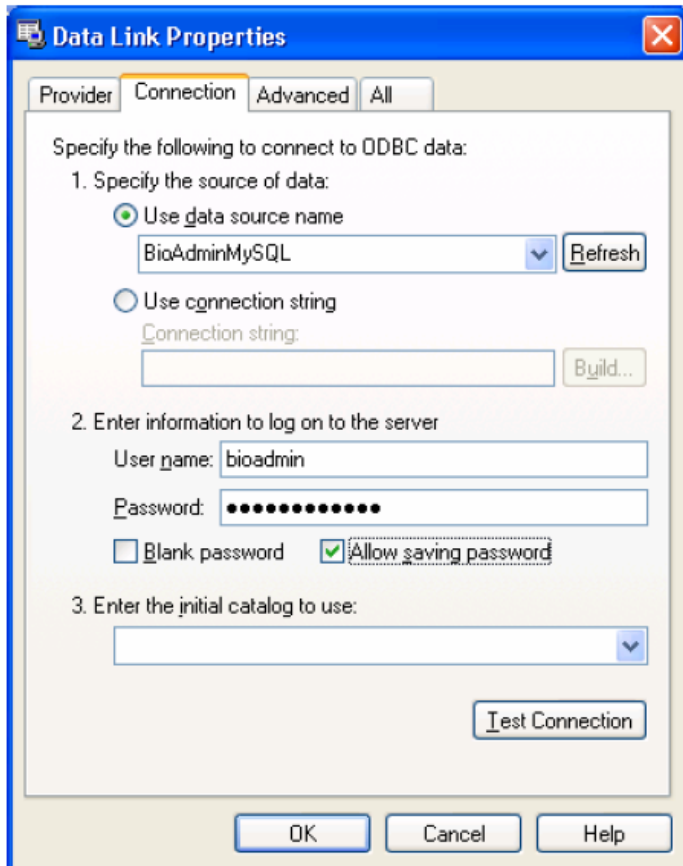 Data Link Properties
Provider Connection Advanced All
Specify the following to connect to ODBC data:
1. Specify the source of data:
Use data source name
BioAdminMySQL Refresh
Use connection string
Connection string:
Build...
2. Enter information to log on to the server
User name: bioadmin
Password: ●●●●●●●●●●●●
Blank password Allow saving password
3. Enter the initial catalog to use:
Test Connection
OK Cancel Help